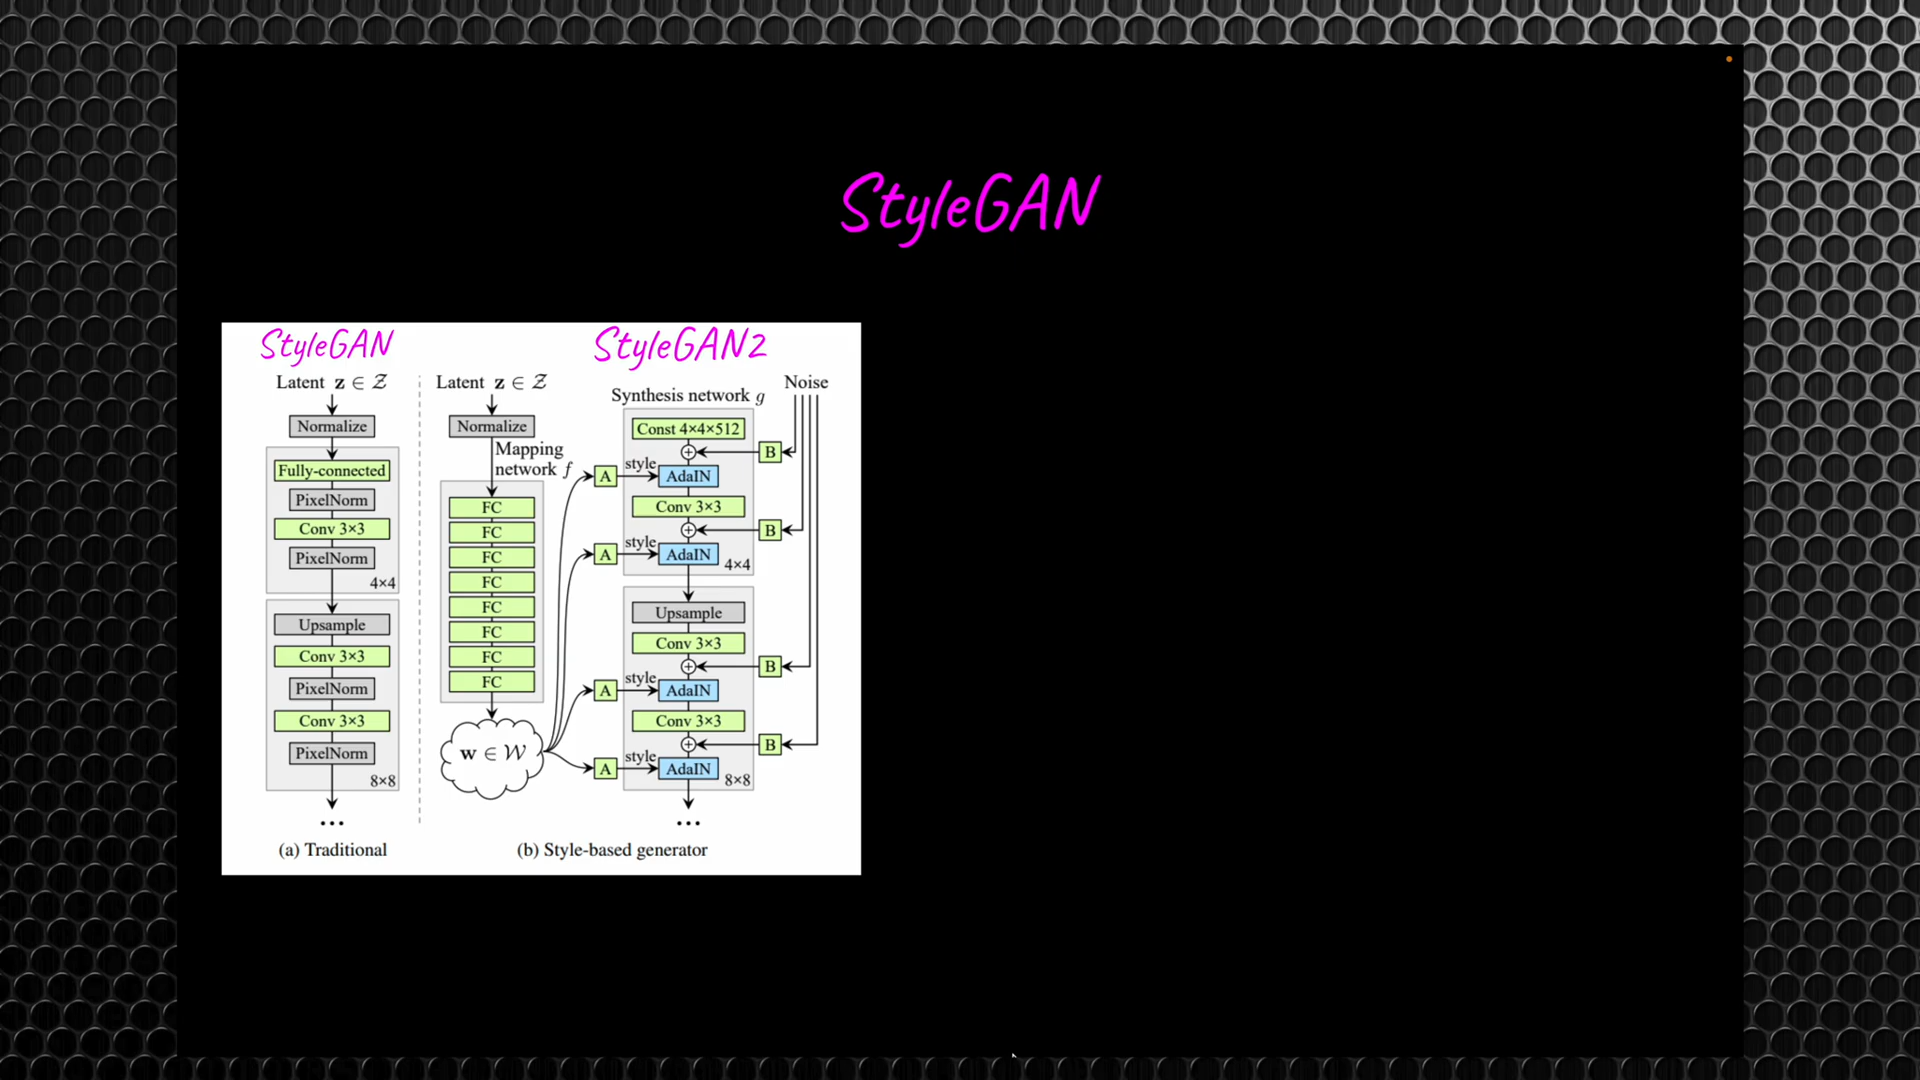 StyleGAN
StyleGAN
StyleGAN2
Latent z ∈ Z
Normalize
Fully-connected
PixelNorm
Conv 3×3
PixelNorm
4×4
Upsample
Conv 3×3
PixelNorm
Conv 3×3
PixelNorm
8×8
...
(a) Traditional
Latent z ∈ Z
Normalize
Mapping
network f
FC
FC
FC
FC
FC
FC
FC
FC
w ∈ W
Synthesis network g
Noise
Const 4×4×512
B
A
style
AdaIN
Conv 3×3
B
A
style
AdaIN
4×4
Upsample
Conv 3×3
B
A
style
AdaIN
Conv 3×3
B
A
style
AdaIN
8×8
...
(b) Style-based generator